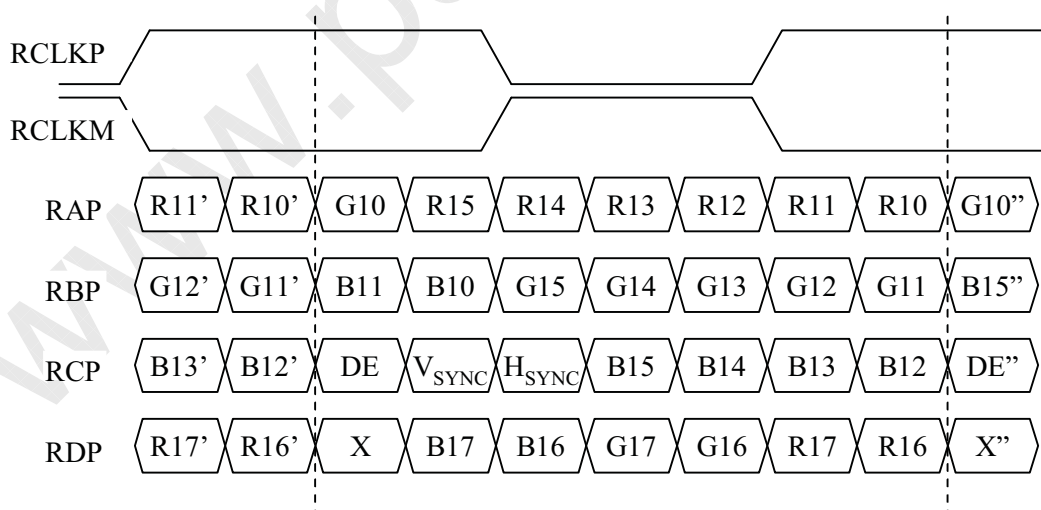 RCLKP
RCLKM
RAP R11’ R10’ G10 R15 R14 R13 R12 R11 R10 G10”
RBP G12’ G11’ B11 B10 G15 G14 G13 G12 G11 B15”
RCP B13’ B12’ DE VSYNC HSYNC B15 B14 B13 B12 DE”
RDP R17’ R16’ X B17 B16 G17 G16 R17 R16 X”
www.p